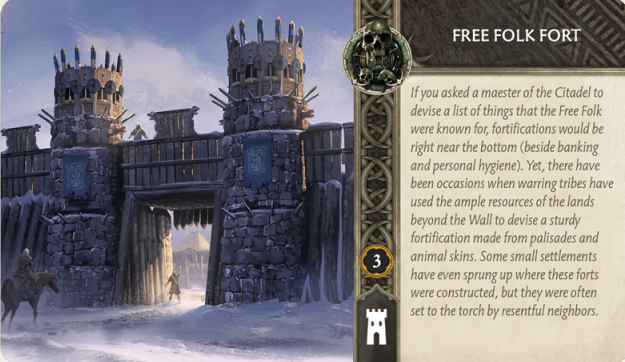 FREE FOLK FORT
If you asked a maester of the Citadel to
devise a list of things that the Free Folk
were known for, fortifications would be
right near the bottom (beside banking
and personal hygiene). Yet, there have
been occasions when warring tribes have
used the ample resources of the lands
beyond the Wall to devise a sturdy
fortification made from palisades and
animal skins. Some small settlements
have even sprung up where these forts
were constructed, but they were often
set to the torch by resentful neighbors.
3